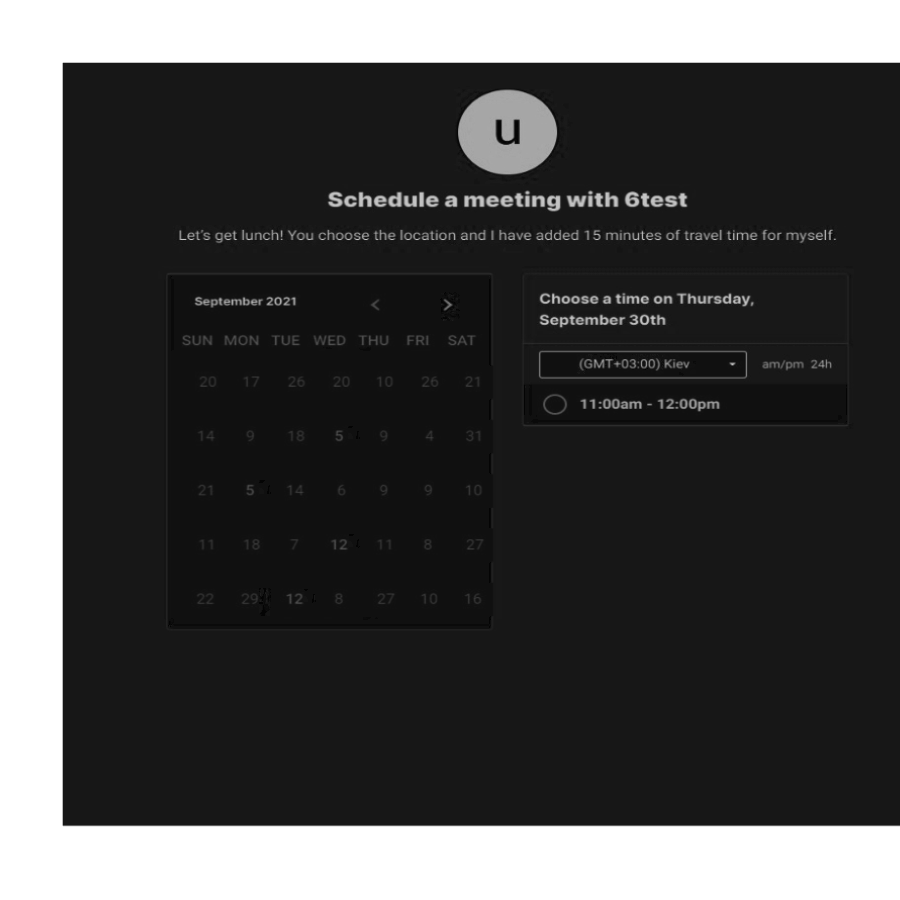 u
Schedule a meeting with 6test
Let's get lunch! You choose the location and I have added 15 minutes of travel time for myself.
September 2021 < >
SUN MON TUE WED THU FRI SAT
20 17 26 20 10 26 21
14 9 18 5 9 4 31
21 5 14 6 9 9 10
11 18 7 12 11 8 27
22 29 12 8 27 10 16
Choose a time on Thursday,
September 30th
(GMT+03:00) Kiev am/pm 24h
11:00am - 12:00pm